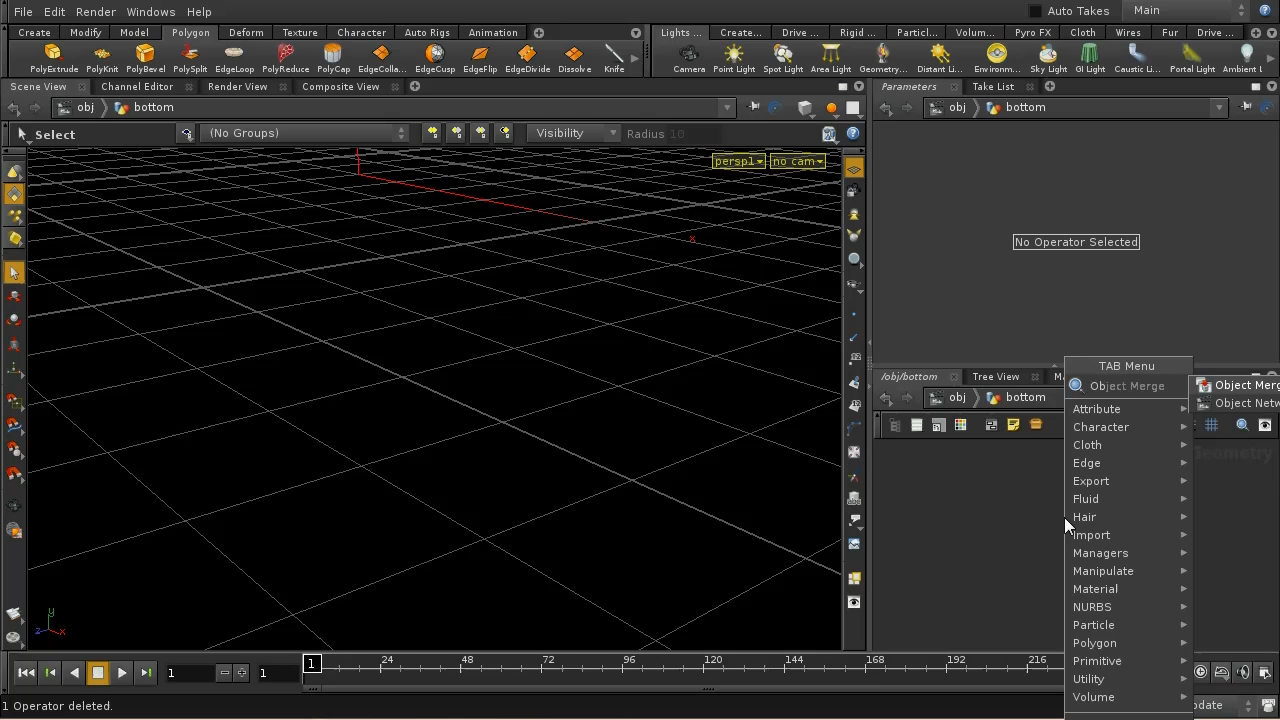 File Edit Render Windows Help Auto Takes Main
Create Modify Model Polygon Deform Texture Character Auto Rigs Animation Lights ... Create... Drive ... Rigid ... Particl... Volum... Pyro FX Cloth Wires Fur Drive ...
PolyExtrude PolyKnit PolyBevel PolySplit EdgeLoop PolyReduce PolyCap EdgeColla... EdgeCusp EdgeFlip EdgeDivide Dissolve Knife Camera Point Light Spot Light Area Light Geometry... Distant Li... Environm... Sky Light GI Light Caustic Li... Portal Light Ambient L
Scene View Channel Editor Render View Composite View Parameters Take List
obj bottom obj bottom
Select (No Groups) Visibility Radius 10
persp1 no cam
x
No Operator Selected
TAB Menu
/obj/bottom Tree View Ma
Object Merge Object Merg
obj bottom Object Netw
Attribute
Character
Cloth
Geometry
Edge
Export
Fluid
Hair
Import
Managers
Manipulate
Material
NURBS
Particle
Polygon
Primitive
Utility
Volume
y
z x
1 1 1 24 48 72 96 120 144 168 192 216
1 Operator deleted. pdate